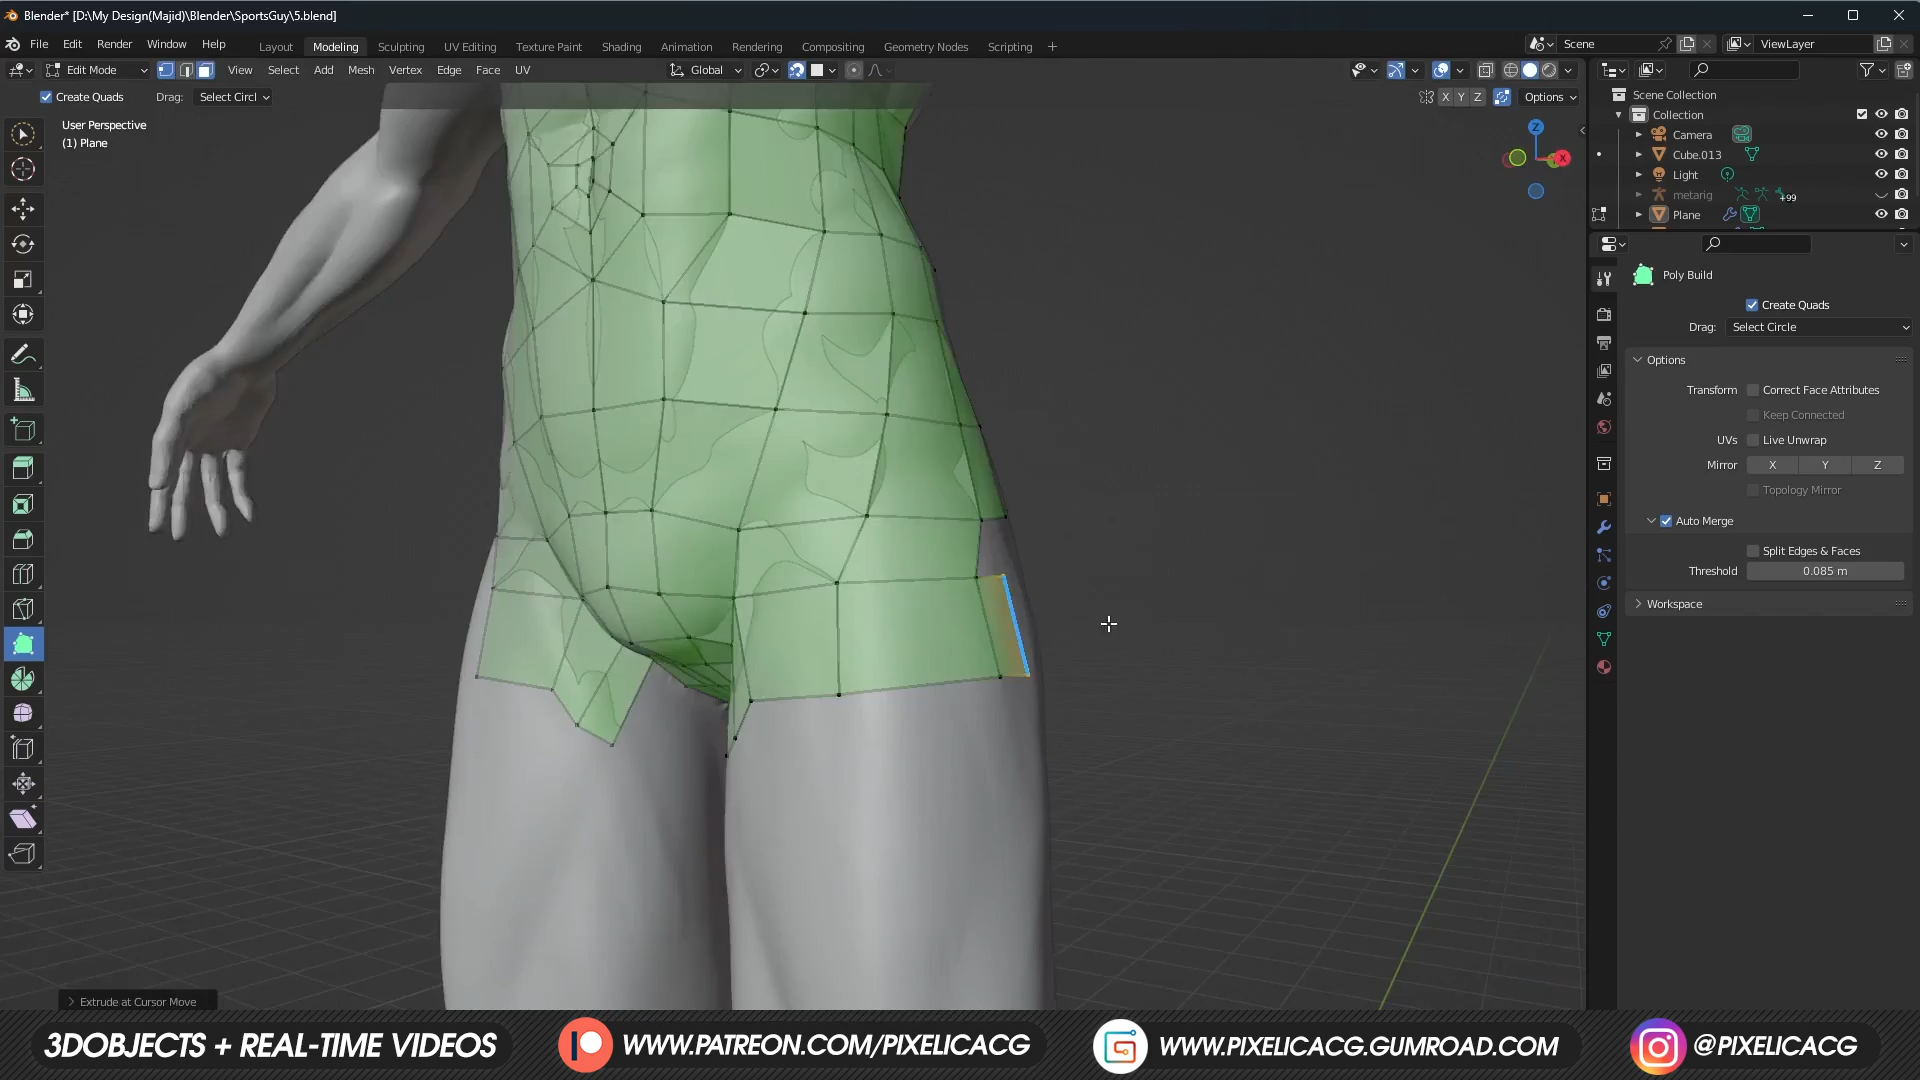 Blender* [D:\My Design(Majid)\Blender\SportsGuy\5.blend]
File Edit Render Window Help
Layout Modeling Sculpting UV Editing Texture Paint Shading Animation Rendering Compositing Geometry Nodes Scripting +
Scene
ViewLayer
Edit Mode
View Select Add Mesh Vertex Edge Face UV
Global
Create Quads Drag: Select Circl
X Y Z Options
User Perspective
(1) Plane
Z
X
Scene Collection
Collection
Camera
Cube.013
Light
metarig
+99
Plane
Poly Build
Create Quads
Drag: Select Circle
Options
Transform Correct Face Attributes
Keep Connected
UVs Live Unwrap
Mirror X Y Z
Topology Mirror
Auto Merge
Split Edges & Faces
Threshold 0.085 m
Workspace
Extrude at Cursor Move
3DOBJECTS + REAL-TIME VIDEOS
WWW.PATREON.COM/PIXELICACG
WWW.PIXELICACG.GUMROAD.COM
@PIXELICACG